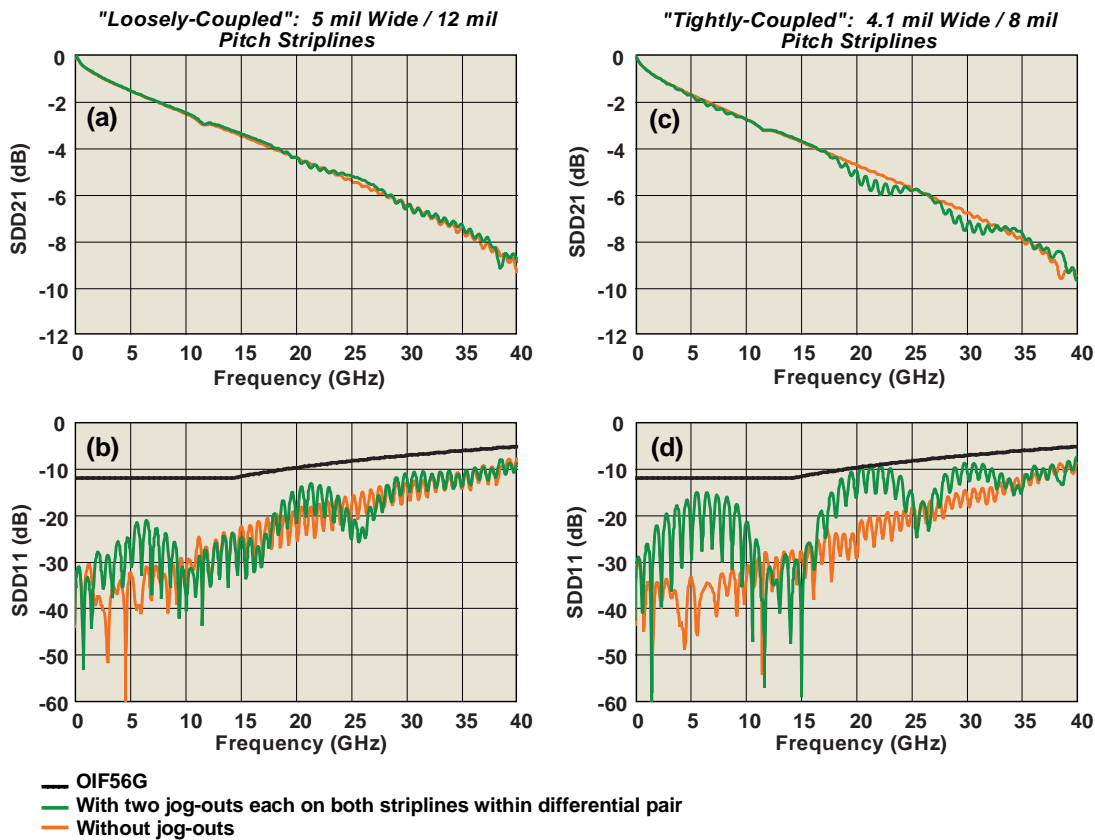 "Loosely-Coupled": 5 mil Wide / 12 mil
Pitch Striplines
"Tightly-Coupled": 4.1 mil Wide / 8 mil
Pitch Striplines
0
-2
-4
-6
-8
-10
-12
SDD21 (dB)
(a)
0 5 10 15 20 25 30 35 40
Frequency (GHz)
0
-2
-4
-6
-8
-10
-12
SDD21 (dB)
(c)
0 5 10 15 20 25 30 35 40
Frequency (GHz)
0
-10
-20
-30
-40
-50
-60
SDD11 (dB)
(b)
0 5 10 15 20 25 30 35 40
Frequency (GHz)
0
-10
-20
-30
-40
-50
-60
SDD11 (dB)
(d)
0 5 10 15 20 25 30 35 40
Frequency (GHz)
OIF56G
With two jog-outs each on both striplines within differential pair
Without jog-outs